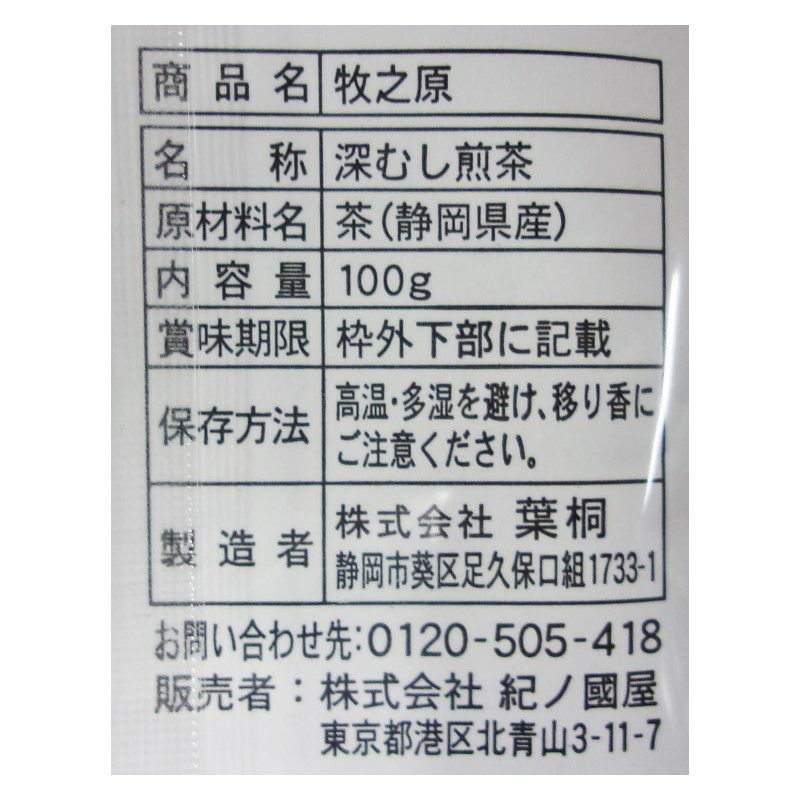 商品名 牧之原
名称 深むし煎茶
原材料名 茶(静岡県産)
内容量 100g
賞味期限 枠外下部に記載
保存方法 高温・多湿を避け、移り香に
ご注意ください。
製造者 株式会社 葉桐
静岡市葵区足久保口組1733-1
お問い合わせ先:0120-505-418
販売者:株式会社 紀ノ國屋
東京都港区北青山3-11-7